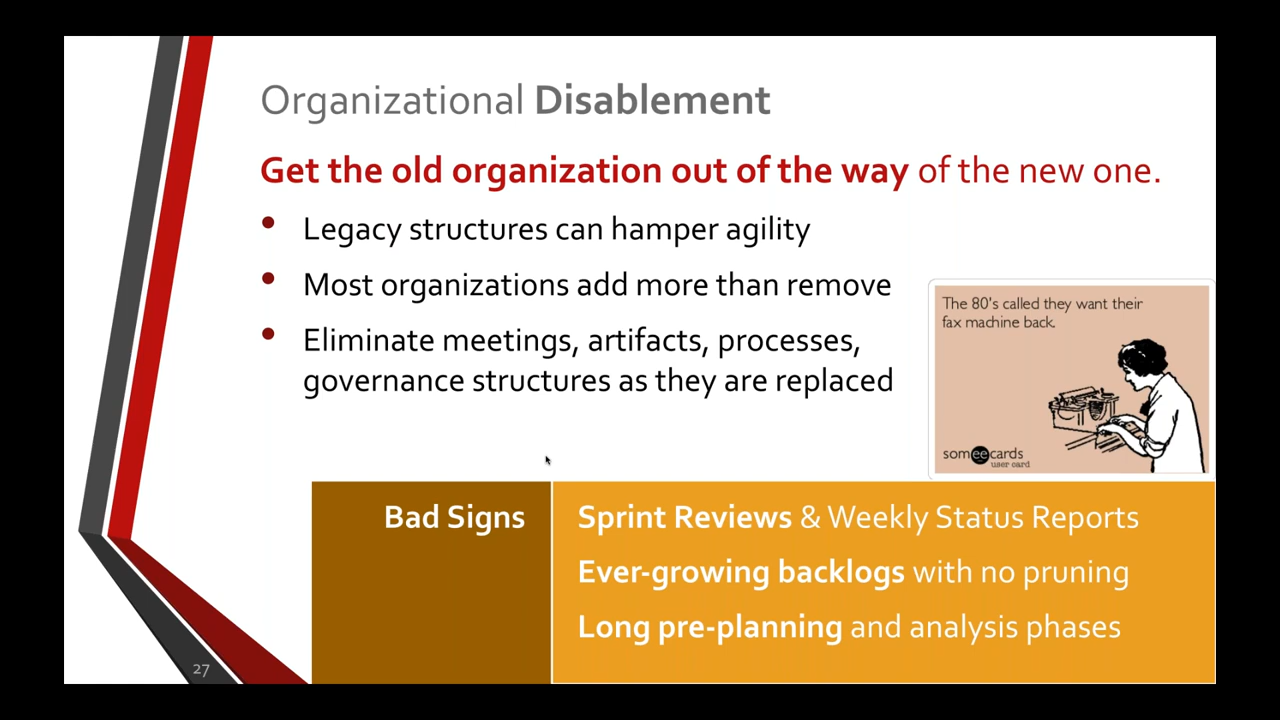 Organizational Disablement
Get the old organization out of the way of the new one.
• Legacy structures can hamper agility
• Most organizations add more than remove
• Eliminate meetings, artifacts, processes,
governance structures as they are replaced
The 80's called they want their
fax machine back.
someecards
user card
Bad Signs
Sprint Reviews & Weekly Status Reports
Ever-growing backlogs with no pruning
Long pre-planning and analysis phases
27